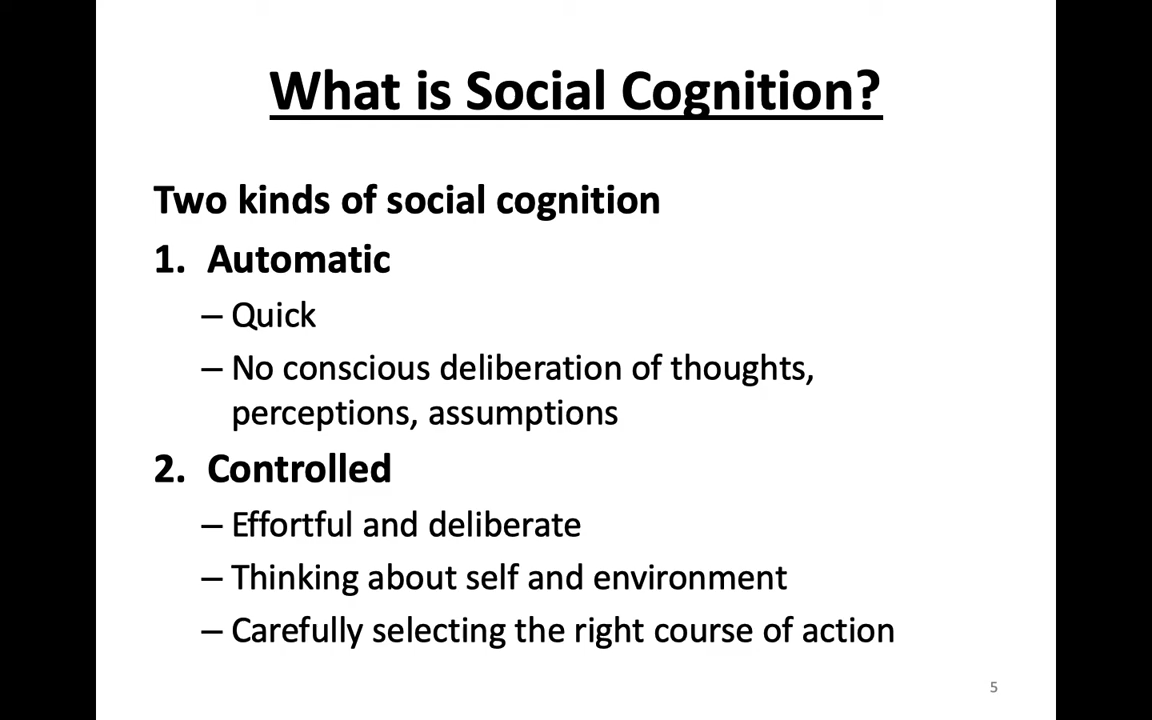 What is Social Cognition?
Two kinds of social cognition
1. Automatic
– Quick
– No conscious deliberation of thoughts,
perceptions, assumptions
2. Controlled
– Effortful and deliberate
– Thinking about self and environment
– Carefully selecting the right course of action
5